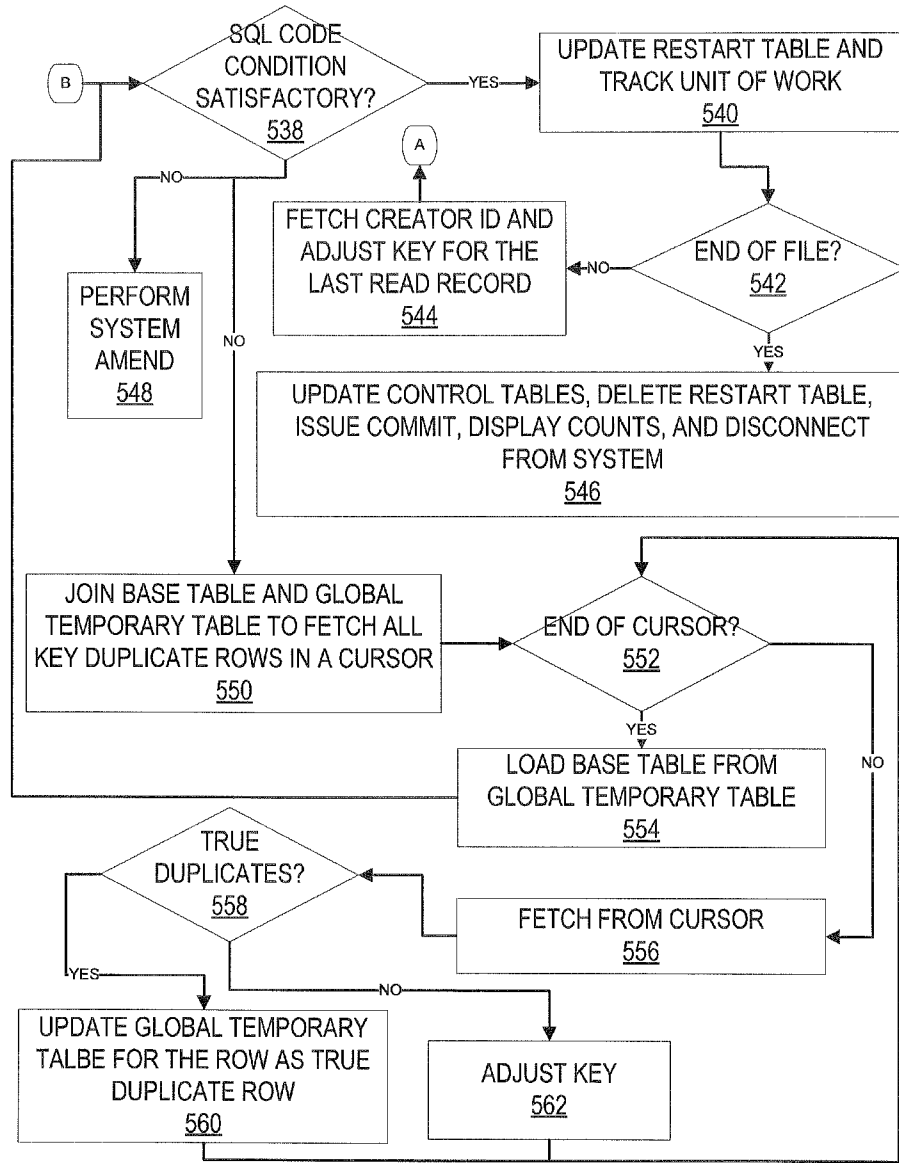 SQL CODE
CONDITION
SATISFACTORY?
538
B
YES
UPDATE RESTART TABLE AND
TRACK UNIT OF WORK
540
A
NO
FETCH CREATOR ID AND
ADJUST KEY FOR THE
LAST READ RECORD
544
NO
END OF FILE?
542
PERFORM
SYSTEM
AMEND
548
NO
YES
UPDATE CONTROL TABLES, DELETE RESTART TABLE,
ISSUE COMMIT, DISPLAY COUNTS, AND DISCONNECT
FROM SYSTEM
546
JOIN BASE TABLE AND GLOBAL
TEMPORARY TABLE TO FETCH ALL
KEY DUPLICATE ROWS IN A CURSOR
550
END OF CURSOR?
552
YES
NO
LOAD BASE TABLE FROM
GLOBAL TEMPORARY TABLE
554
TRUE
DUPLICATES?
558
FETCH FROM CURSOR
556
YES
NO
UPDATE GLOBAL TEMPORARY
TALBE FOR THE ROW AS TRUE
DUPLICATE ROW
560
ADJUST KEY
562